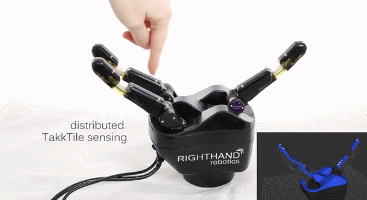 distributed
TakkTile sensing
RIGHTHAND
robotics